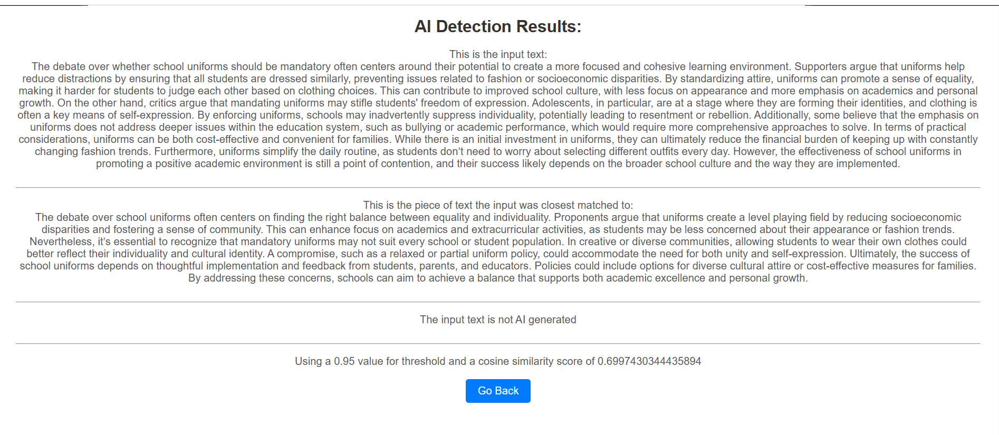 AI Detection Results:
This is the input text:
The debate over whether school uniforms should be mandatory often centers around their potential to create a more focused and cohesive learning environment. Supporters argue that uniforms help
reduce distractions by ensuring that all students are dressed similarly, preventing issues related to fashion or socioeconomic disparities. By standardizing attire, uniforms can promote a sense of equality,
making it harder for students to judge each other based on clothing choices. This can contribute to improved school culture, with less focus on appearance and more emphasis on academics and personal
growth. On the other hand, critics argue that mandating uniforms may stifle students' freedom of expression. Adolescents, in particular, are at a stage where they are forming their identities, and clothing is
often a key means of self-expression. By enforcing uniforms, schools may inadvertently suppress individuality, potentially leading to resentment or rebellion. Additionally, some believe that the emphasis on
uniforms does not address deeper issues within the education system, such as bullying or academic performance, which would require more comprehensive approaches to solve. In terms of practical
considerations, uniforms can be both cost-effective and convenient for families. While there is an initial investment in uniforms, they can ultimately reduce the financial burden of keeping up with constantly
changing fashion trends. Furthermore, uniforms simplify the daily routine, as students don’t need to worry about selecting different outfits every day. However, the effectiveness of school uniforms in
promoting a positive academic environment is still a point of contention, and their success likely depends on the broader school culture and the way they are implemented.
This is the piece of text the input was closest matched to:
The debate over school uniforms often centers on finding the right balance between equality and individuality. Proponents argue that uniforms create a level playing field by reducing socioeconomic
disparities and fostering a sense of community. This can enhance focus on academics and extracurricular activities, as students may be less concerned about their appearance or fashion trends.
Nevertheless, it’s essential to recognize that mandatory uniforms may not suit every school or student population. In creative or diverse communities, allowing students to wear their own clothes could
better reflect their individuality and cultural identity. A compromise, such as a relaxed or partial uniform policy, could accommodate the need for both unity and self-expression. Ultimately, the success of
school uniforms depends on thoughtful implementation and feedback from students, parents, and educators. Policies could include options for diverse cultural attire or cost-effective measures for families.
By addressing these concerns, schools can aim to achieve a balance that supports both academic excellence and personal growth.
The input text is not AI generated
Using a 0.95 value for threshold and a cosine similarity score of 0.6997430344435894
Go Back